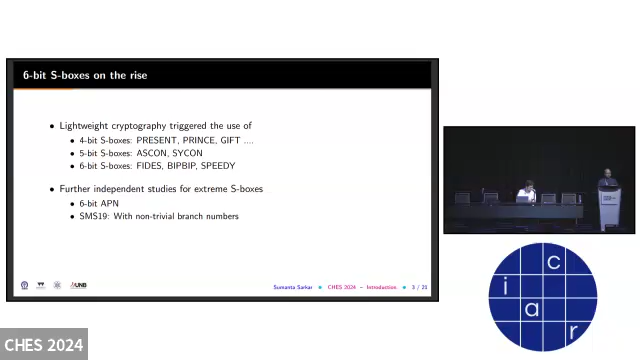 6-bit S-boxes on the rise
• Lightweight cryptography triggered the use of
• 4-bit S-boxes: PRESENT, PRINCE, GIFT ....
• 5-bit S-boxes: ASCON, SYCON
• 6-bit S-boxes: FIDES, BIPBIP, SPEEDY
• Further independent studies for extreme S-boxes
• 6-bit APN
• SMS19: With non-trivial branch numbers
UNB
Sumanta Sarkar • CHES 2024 – Introduction • 3 / 21
i
a
c
r
CHES 2024